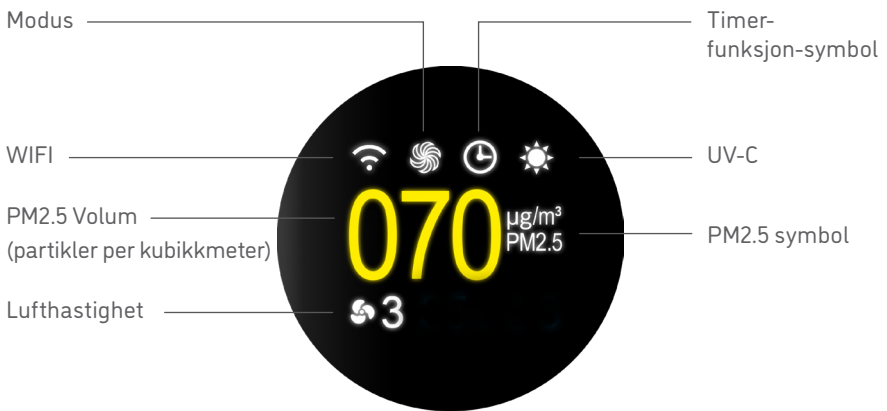 Modus
Timer-
funksjon-symbol
WIFI
UV-C
PM2.5 Volum
(partikler per kubikkmeter)
070
µg/m³
PM2.5
PM2.5 symbol
Lufthastighet
3